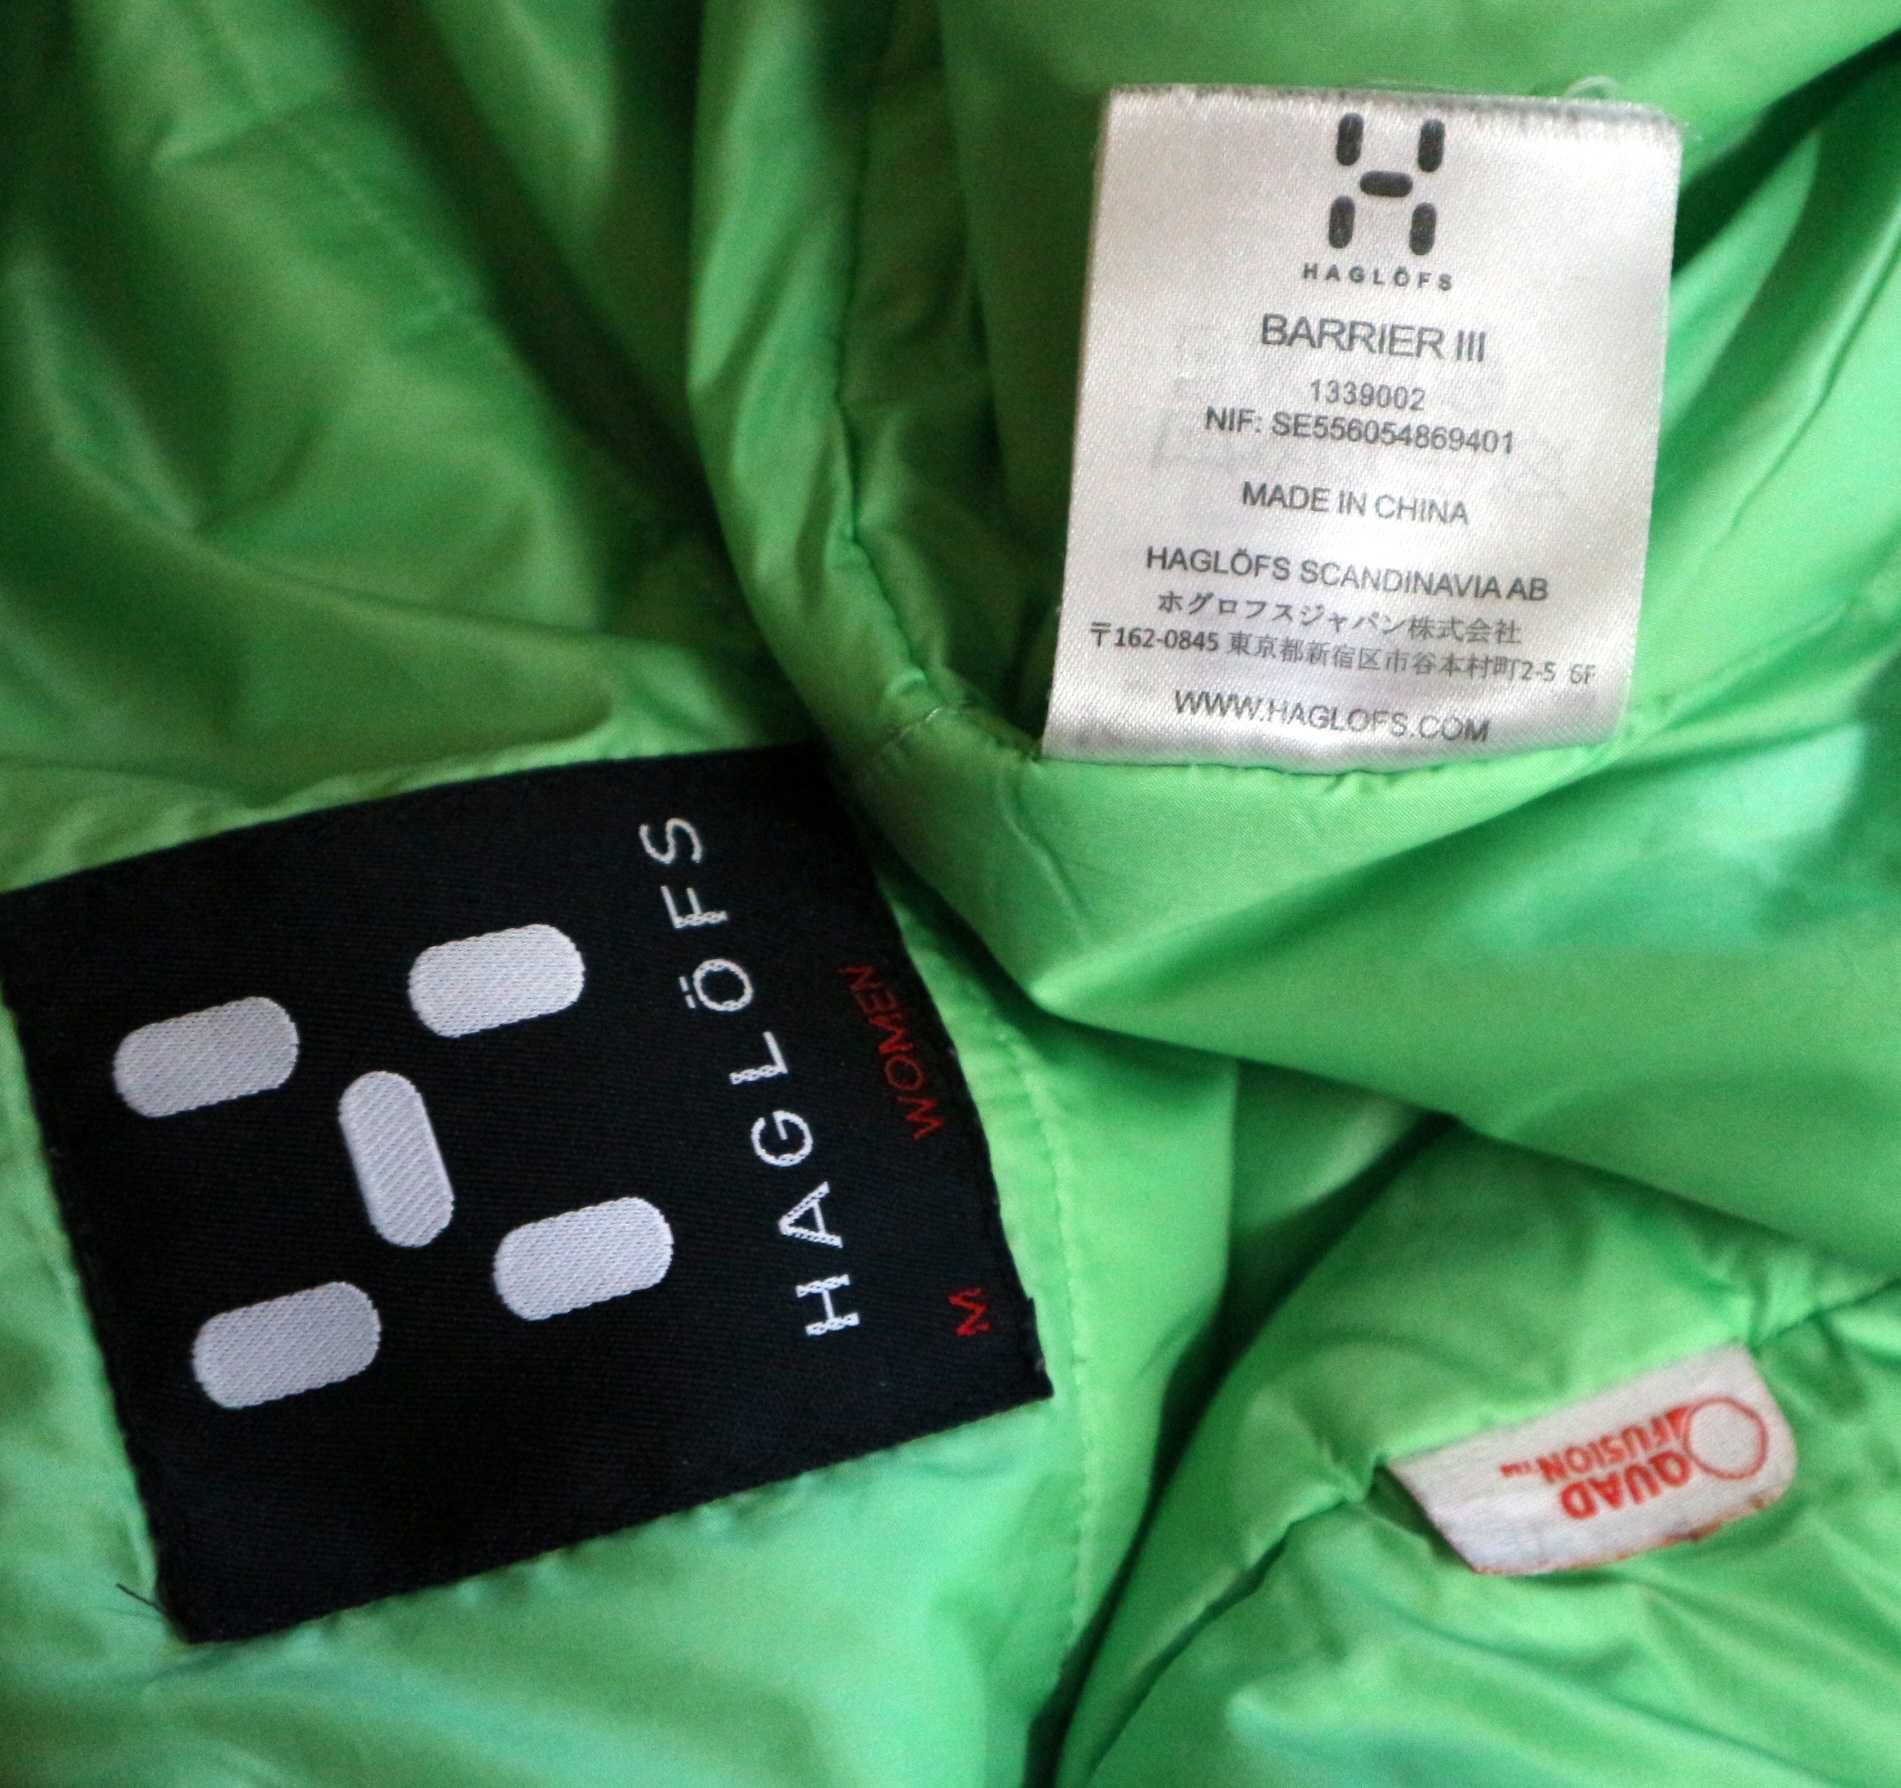 HAGLÖFS
BARRIER III
1339002
NIF: SE556054869401
MADE IN CHINA
HAGLÖFS SCANDINAVIA AB
ホグロフスジャパン株式会社
〒162-0845 東京都新宿区市谷本村町2-5 6F
WWW.HAGLOFS.COM
HAGLÖFS
M WOMEN
QUAD
FUSION™